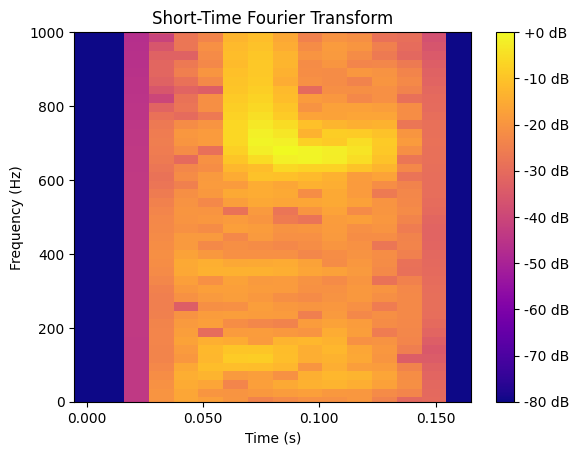 Short-Time Fourier Transform
1000
800
600
400
200
0
Frequency (Hz)
0.000
0.050
0.100
0.150
Time (s)
+0 dB
-10 dB
-20 dB
-30 dB
-40 dB
-50 dB
-60 dB
-70 dB
-80 dB